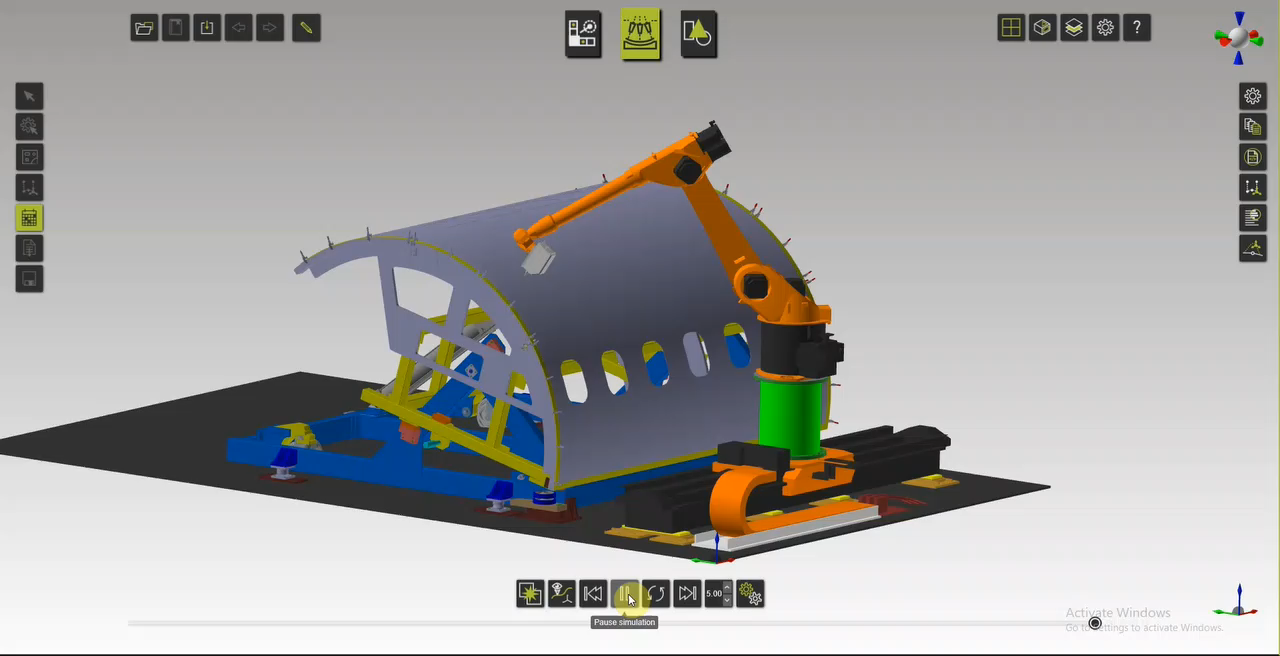 ?
5.00
Pause simulation
Activate Windows
Go to Settings to activate Windows.